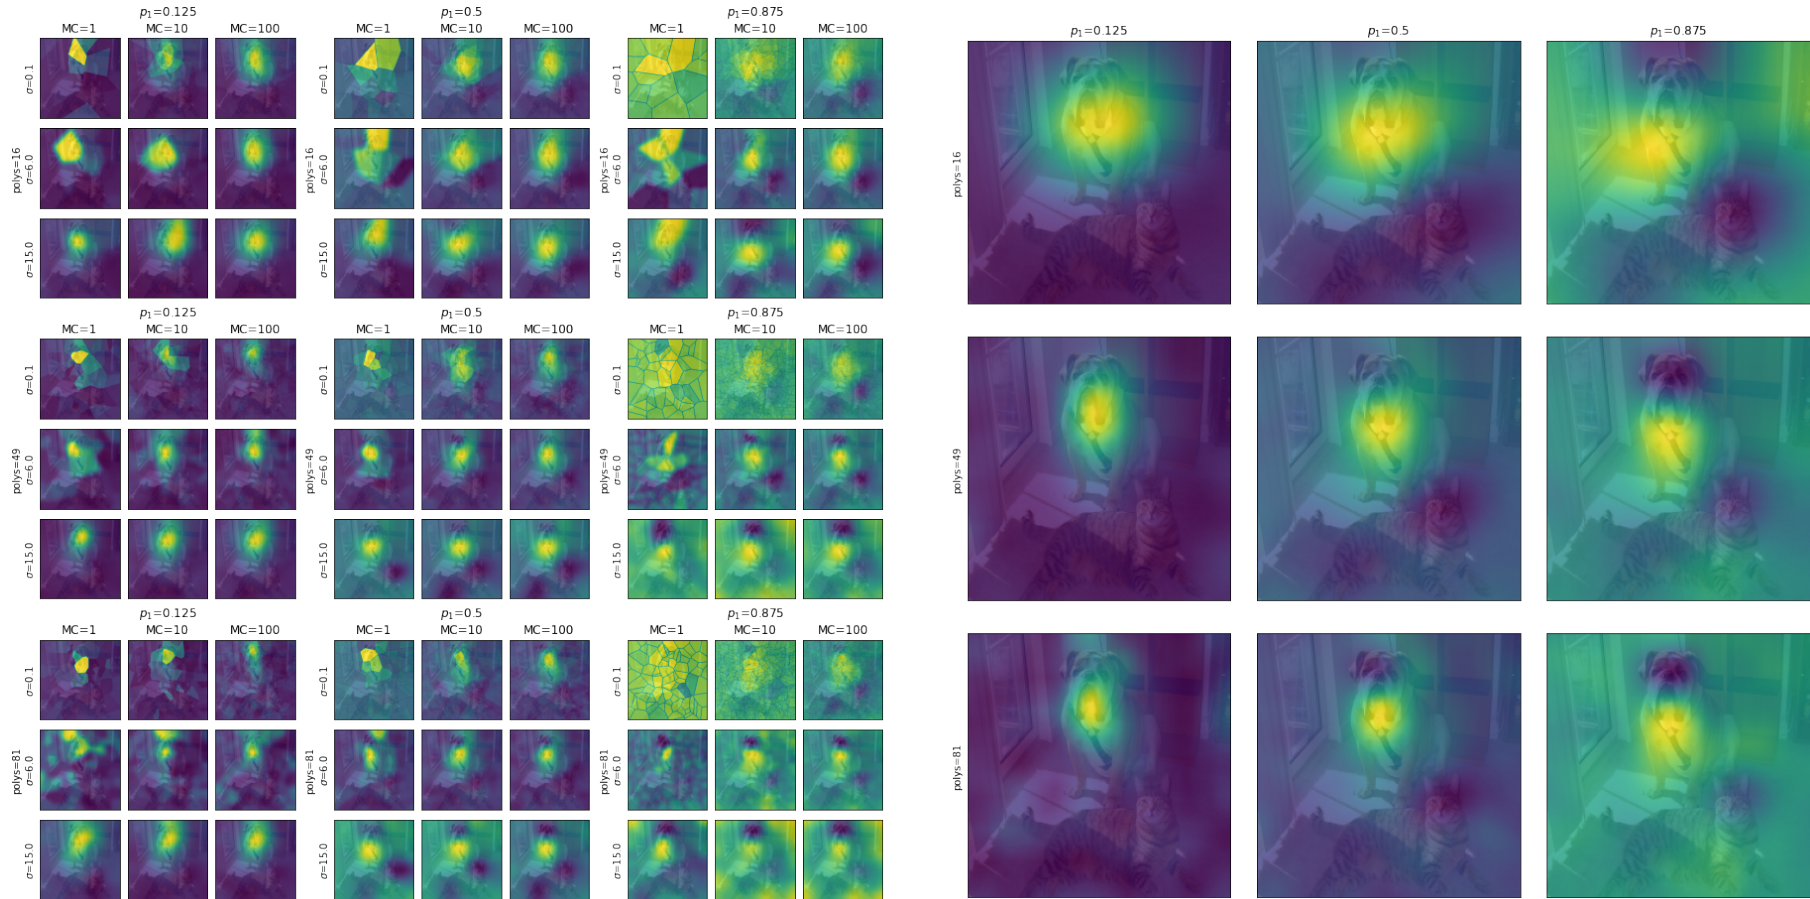 p₁=0.125 p₁=0.5 p₁=0.875
MC=1 MC=10 MC=100 MC=1 MC=10 MC=100 MC=1 MC=10 MC=100
σ=0.1 σ=0.1 σ=0.1
polys=16 polys=16 polys=16
σ=6.0 σ=6.0 σ=6.0
σ=15.0 σ=15.0 σ=15.0
p₁=0.125 p₁=0.5 p₁=0.875
MC=1 MC=10 MC=100 MC=1 MC=10 MC=100 MC=1 MC=10 MC=100
σ=0.1 σ=0.1 σ=0.1
polys=49 polys=49 polys=49
σ=6.0 σ=6.0 σ=6.0
σ=15.0 σ=15.0 σ=15.0
p₁=0.125 p₁=0.5 p₁=0.875
MC=1 MC=10 MC=100 MC=1 MC=10 MC=100 MC=1 MC=10 MC=100
σ=0.1 σ=0.1 σ=0.1
polys=81 polys=81 polys=81
σ=6.0 σ=6.0 σ=6.0
σ=15.0 σ=15.0 σ=15.0
p₁=0.125 p₁=0.5 p₁=0.875
polys=16
polys=49
polys=81